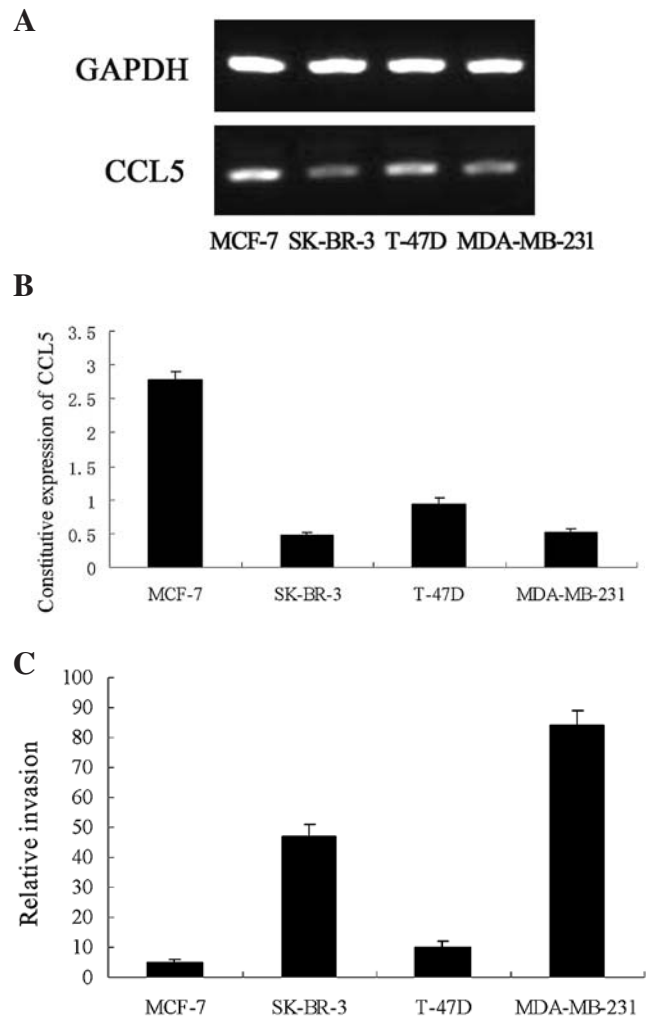 A
GAPDH
CCL5
MCF-7 SK-BR-3 T-47D MDA-MB-231
B
Constitutive expression of CCL5
3.5
3
2.5
2
1.5
1
0.5
0
MCF-7 SK-BR-3 T-47D MDA-MB-231
C
Relative invasion
100
90
80
70
60
50
40
30
20
10
0
MCF-7 SK-BR-3 T-47D MDA-MB-231